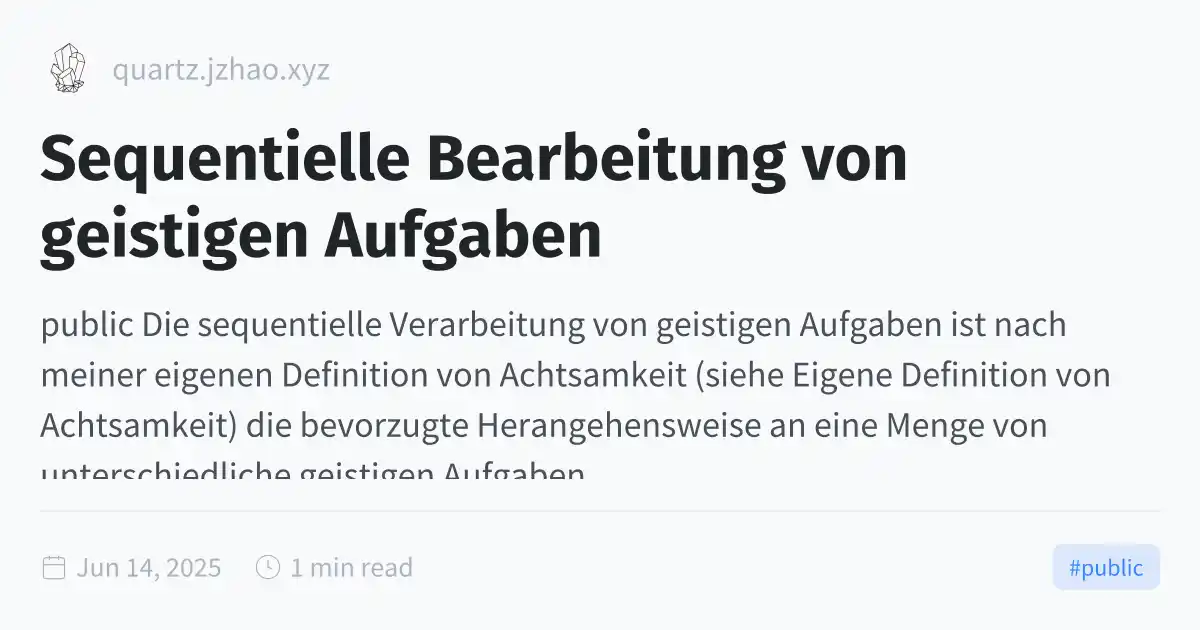 quartz.jzhao.xyz
Sequentielle Bearbeitung von
geistigen Aufgaben
public Die sequentielle Verarbeitung von geistigen Aufgaben ist nach
meiner eigenen Definition von Achtsamkeit (siehe Eigene Definition von
Achtsamkeit) die bevorzugte Herangehensweise an eine Menge von
unterschiedliche geistigen Aufgaben
Jun 14, 2025
1 min read
#public